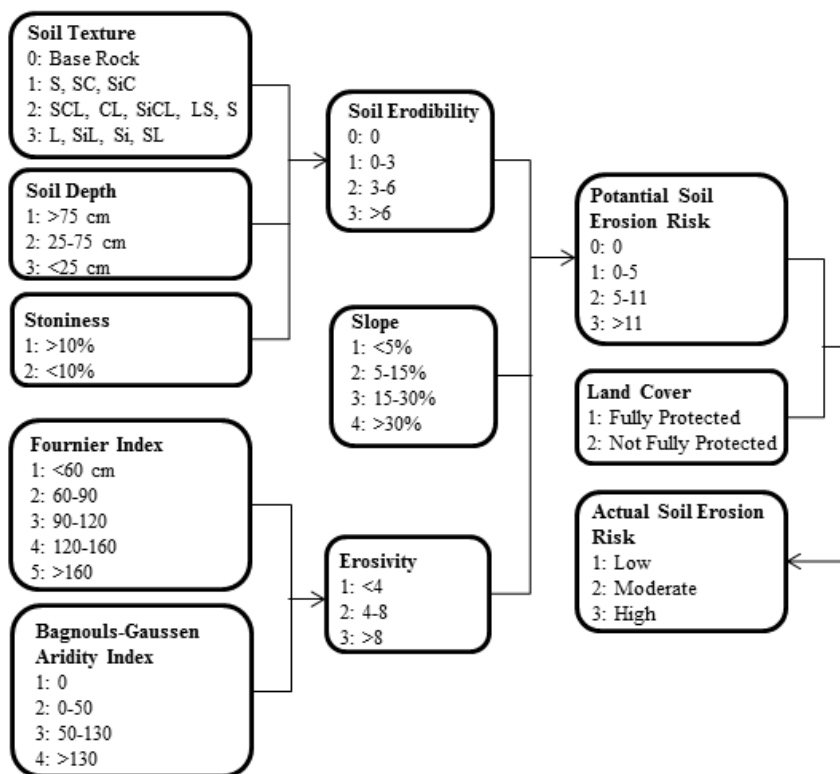 Soil Texture
0: Base Rock
1: S, SC, SiC
2: SCL, CL, SiCL, LS, S
3: L, SiL, Si, SL
Soil Depth
1: >75 cm
2: 25-75 cm
3: <25 cm
Stoniness
1: >10%
2: <10%
Fournier Index
1: <60 cm
2: 60-90
3: 90-120
4: 120-160
5: >160
Bagnouls-Gaussen
Aridity Index
1: 0
2: 0-50
3: 50-130
4: >130
Soil Erodibility
0: 0
1: 0-3
2: 3-6
3: >6
Slope
1: <5%
2: 5-15%
3: 15-30%
4: >30%
Erosivity
1: <4
2: 4-8
3: >8
Potential Soil
Erosion Risk
0: 0
1: 0-5
2: 5-11
3: >11
Land Cover
1: Fully Protected
2: Not Fully Protected
Actual Soil Erosion
Risk
1: Low
2: Moderate
3: High